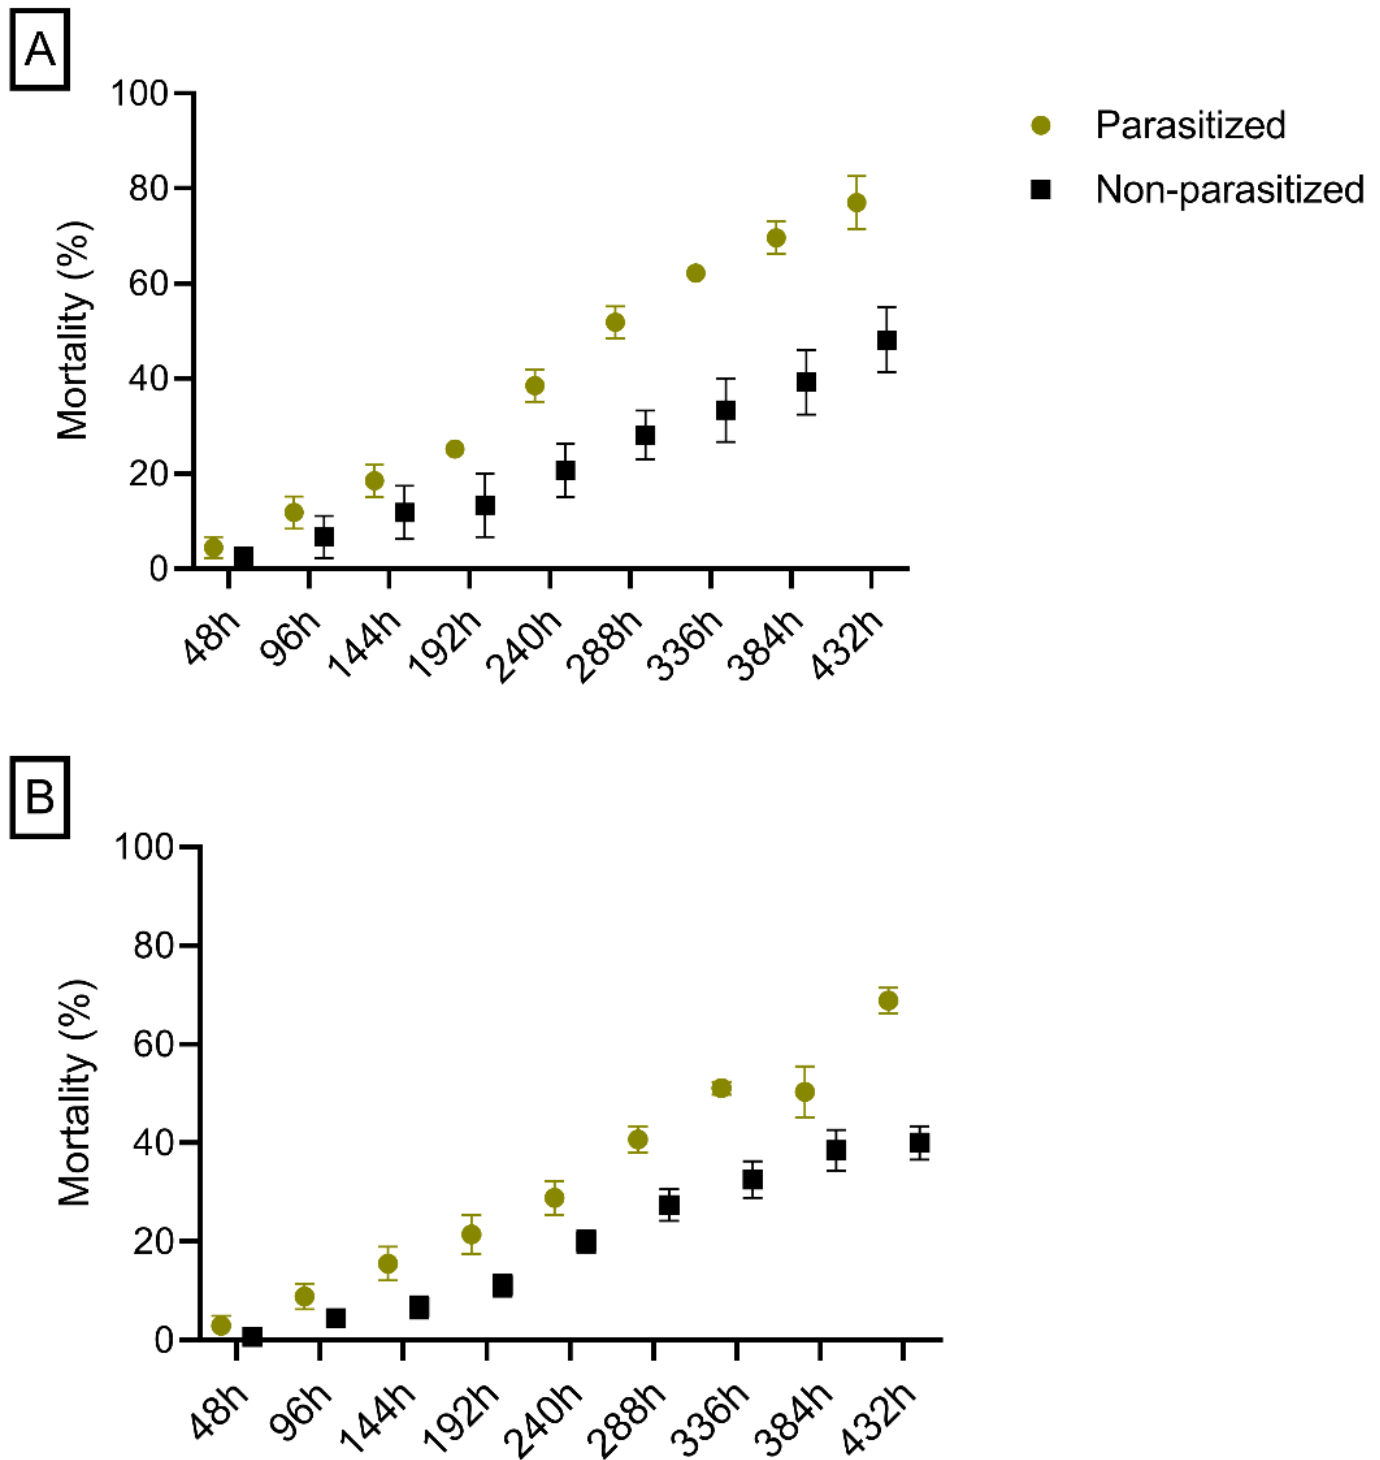 A
100
80
60
40
20
0
Mortality (%)
48h
96h
144h
192h
240h
288h
336h
384h
432h
Parasitized
Non-parasitized
B
100
80
60
40
20
0
Mortality (%)
48h
96h
144h
192h
240h
288h
336h
384h
432h